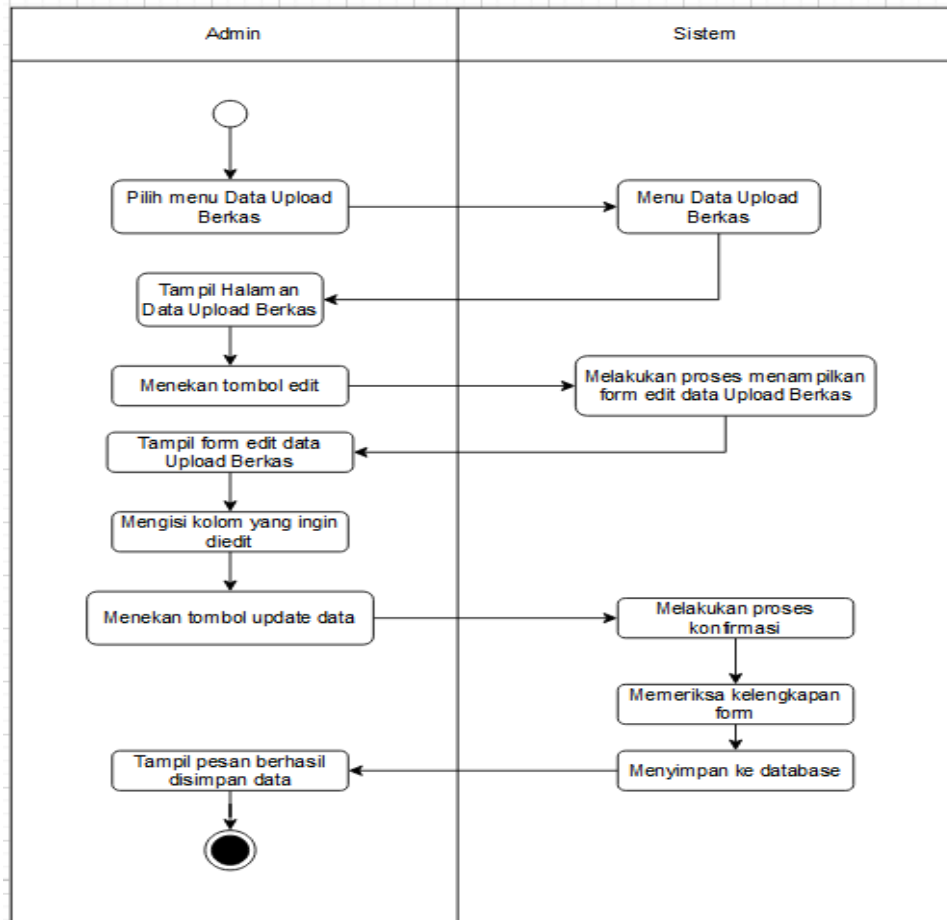 Admin
Sistem
Pilih menu Data Upload
Berkas
Menu Data Upload
Berkas
Tampil Halaman
Data Upload Berkas
Menekan tombol edit
Melakukan proses menampilkan
form edit data Upload Berkas
Tampil form edit data
Upload Berkas
Mengisi kolom yang ingin
diedit
Menekan tombol update data
Melakukan proses
konfirmasi
Memeriksa kelengkapan
form
Menyimpan ke database
Tampil pesan berhasil
disimpan data